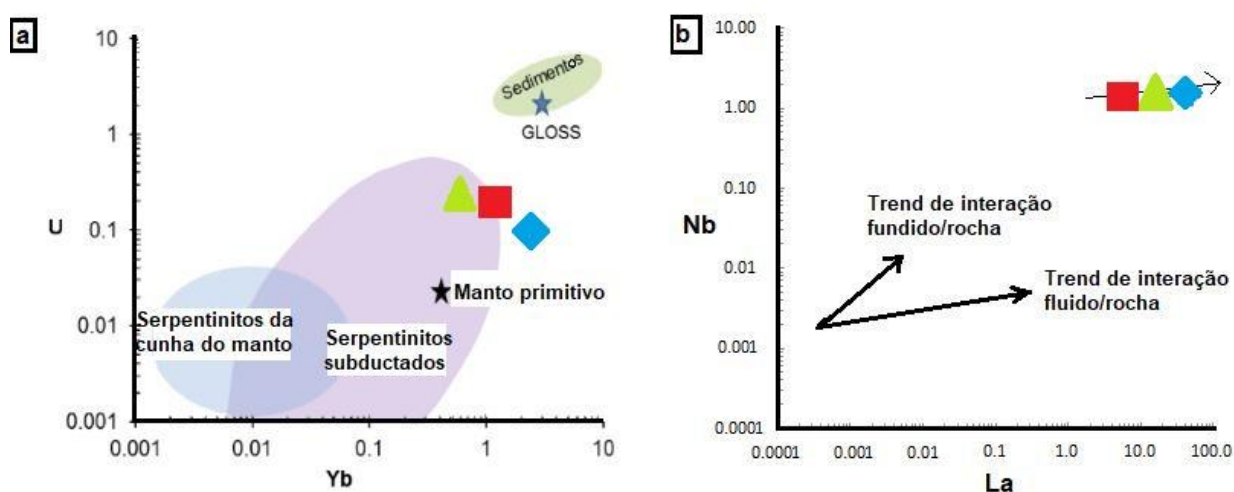 a
10
1
0.1
0.01
0.001
U
0.001
0.01
0.1
1
10
Yb
Sedimentos
GLOSS
Manto primitivo
Serpentinitos da
cunha do manto
Serpentinitos
subductados
b
10.00
1.00
0.10
0.01
0.001
0.0001
Nb
0.0001
0.001
0.01
0.1
1.0
10.0
100.0
La
Trend de interação
fundido/rocha
Trend de interação
fluido/rocha